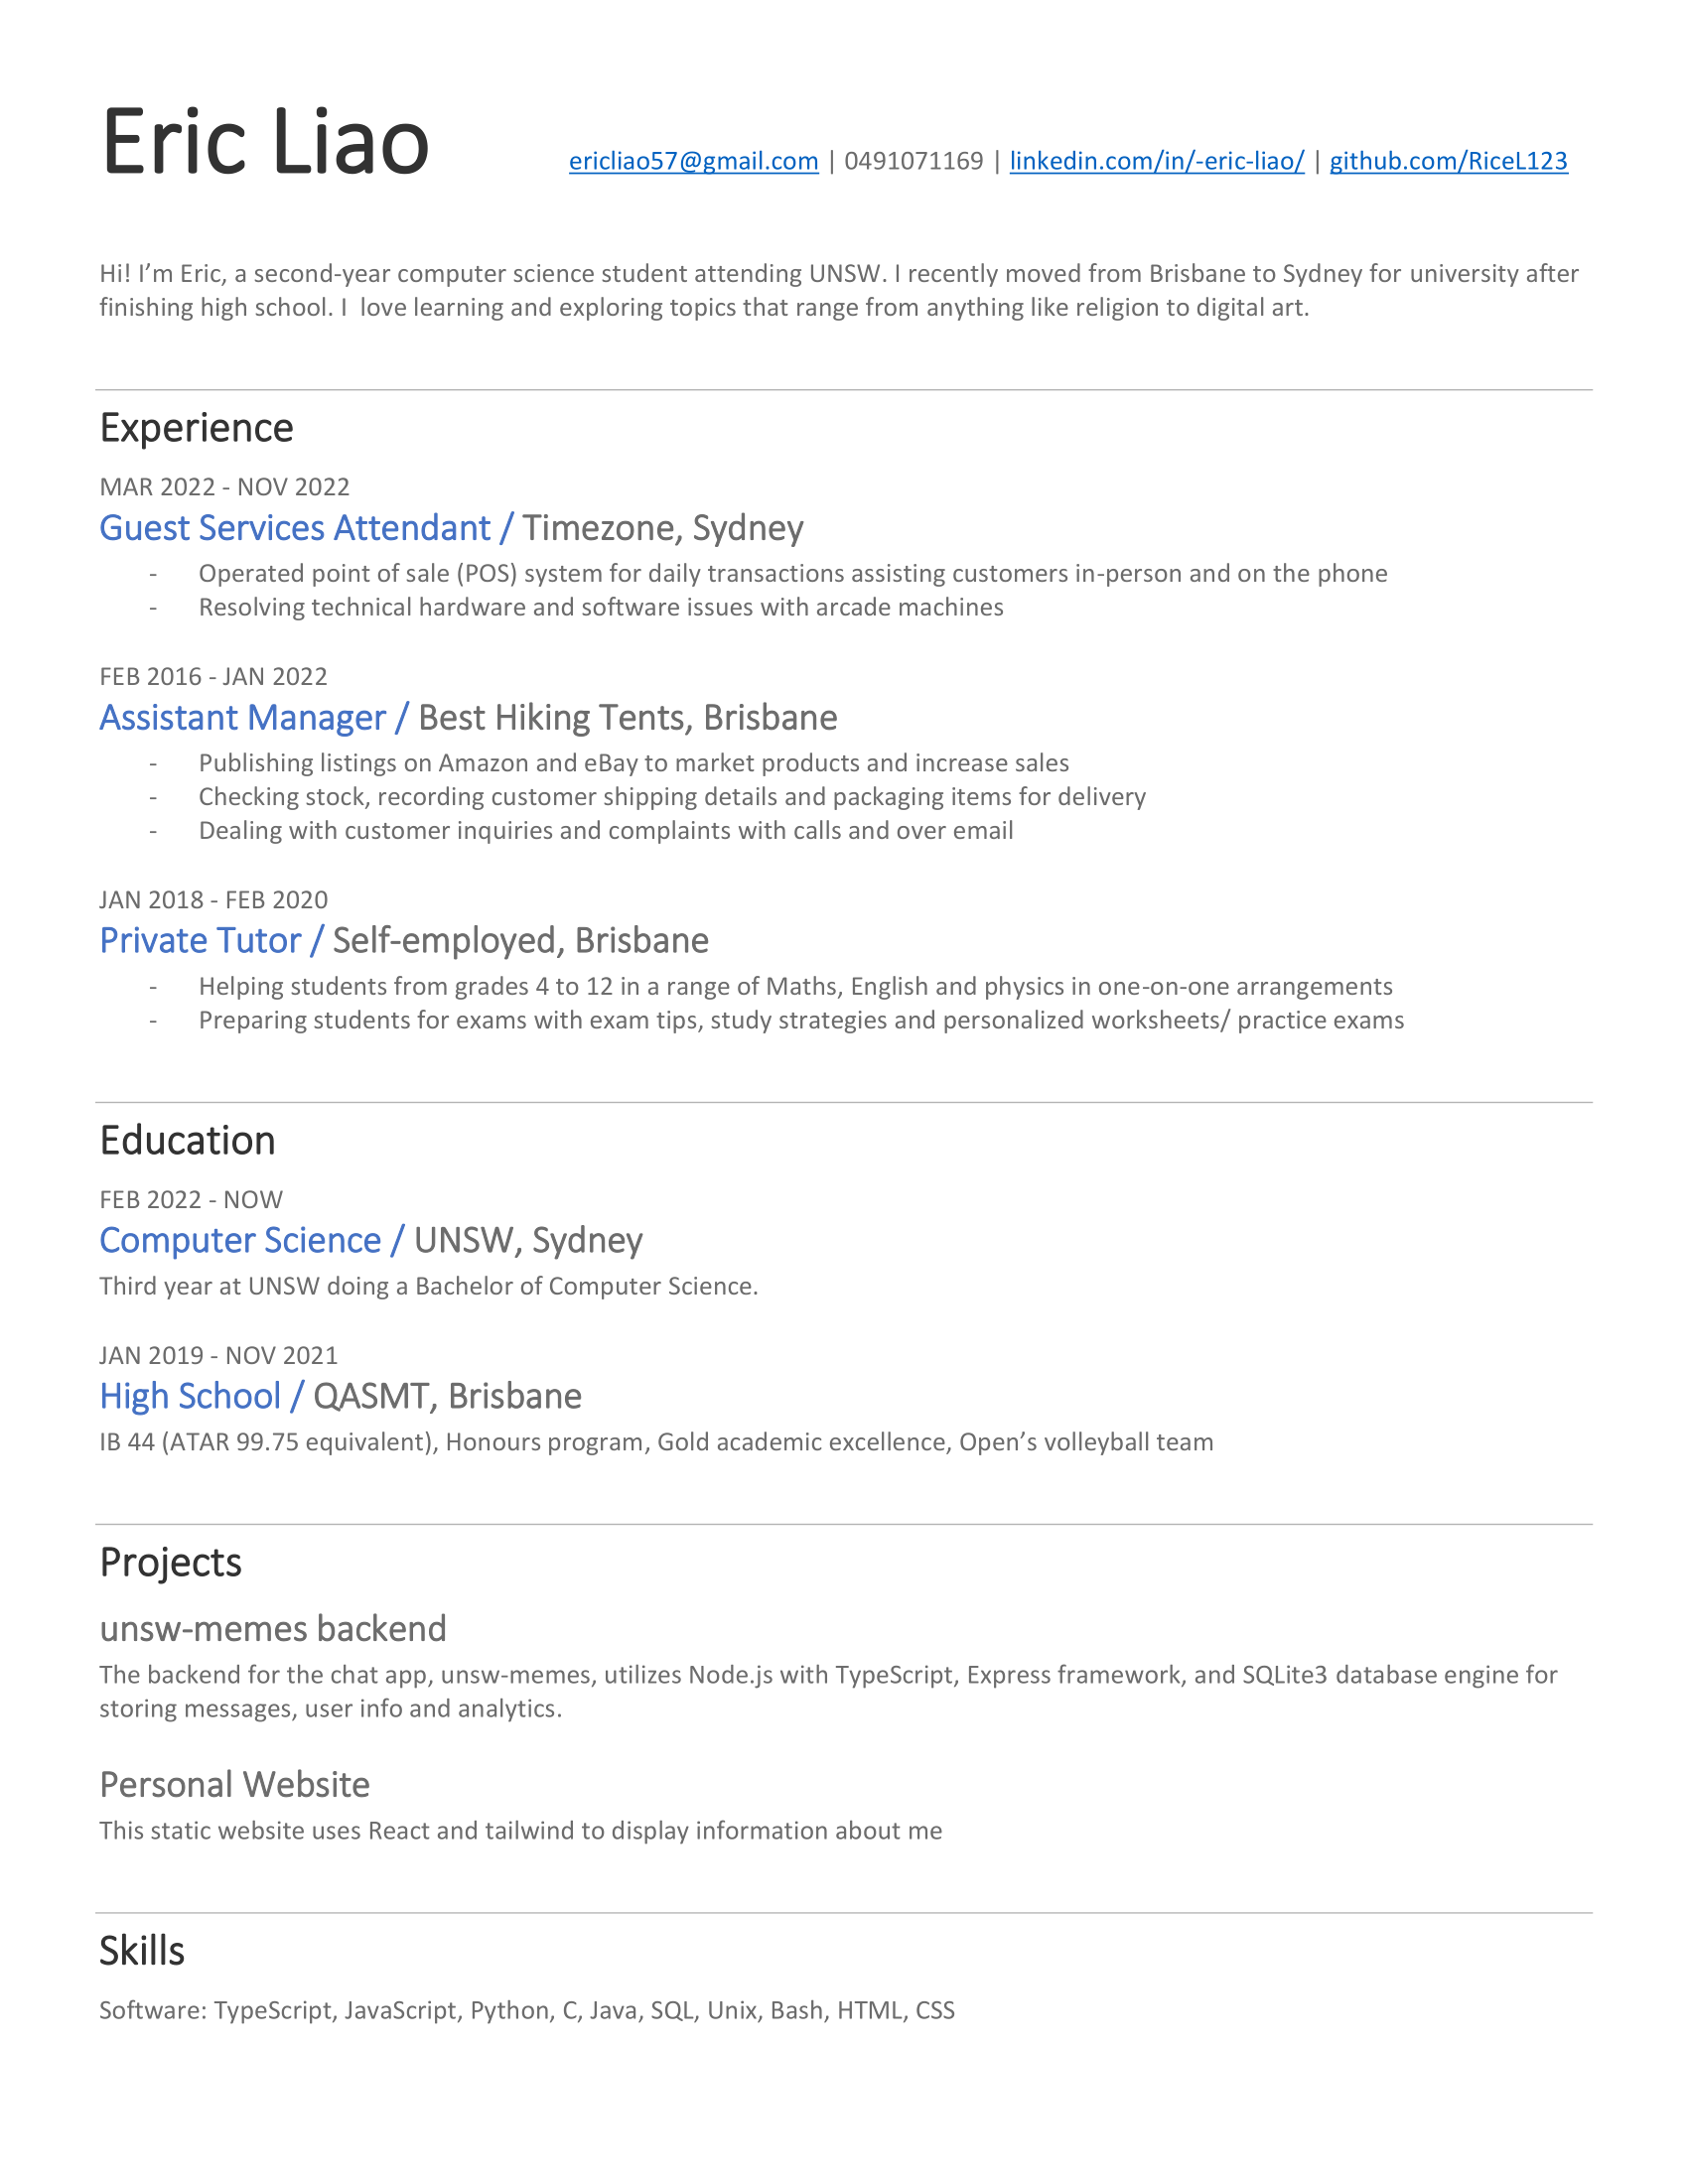 Eric Liao
ericliao57@gmail.com | 0491071169 | linkedin.com/in/-eric-liao/ | github.com/RiceL123
Hi! I’m Eric, a second-year computer science student attending UNSW. I recently moved from Brisbane to Sydney for university after
finishing high school. I  love learning and exploring topics that range from anything like religion to digital art.
Experience
MAR 2022 - NOV 2022
Guest Services Attendant / Timezone, Sydney
- Operated point of sale (POS) system for daily transactions assisting customers in-person and on the phone
- Resolving technical hardware and software issues with arcade machines
FEB 2016 - JAN 2022
Assistant Manager / Best Hiking Tents, Brisbane
- Publishing listings on Amazon and eBay to market products and increase sales
- Checking stock, recording customer shipping details and packaging items for delivery
- Dealing with customer inquiries and complaints with calls and over email
JAN 2018 - FEB 2020
Private Tutor / Self-employed, Brisbane
- Helping students from grades 4 to 12 in a range of Maths, English and physics in one-on-one arrangements
- Preparing students for exams with exam tips, study strategies and personalized worksheets/ practice exams
Education
FEB 2022 - NOW
Computer Science / UNSW, Sydney
Third year at UNSW doing a Bachelor of Computer Science.
JAN 2019 - NOV 2021
High School / QASMT, Brisbane
IB 44 (ATAR 99.75 equivalent), Honours program, Gold academic excellence, Open’s volleyball team
Projects
unsw-memes backend
The backend for the chat app, unsw-memes, utilizes Node.js with TypeScript, Express framework, and SQLite3 database engine for
storing messages, user info and analytics.
Personal Website
This static website uses React and tailwind to display information about me
Skills
Software: TypeScript, JavaScript, Python, C, Java, SQL, Unix, Bash, HTML, CSS